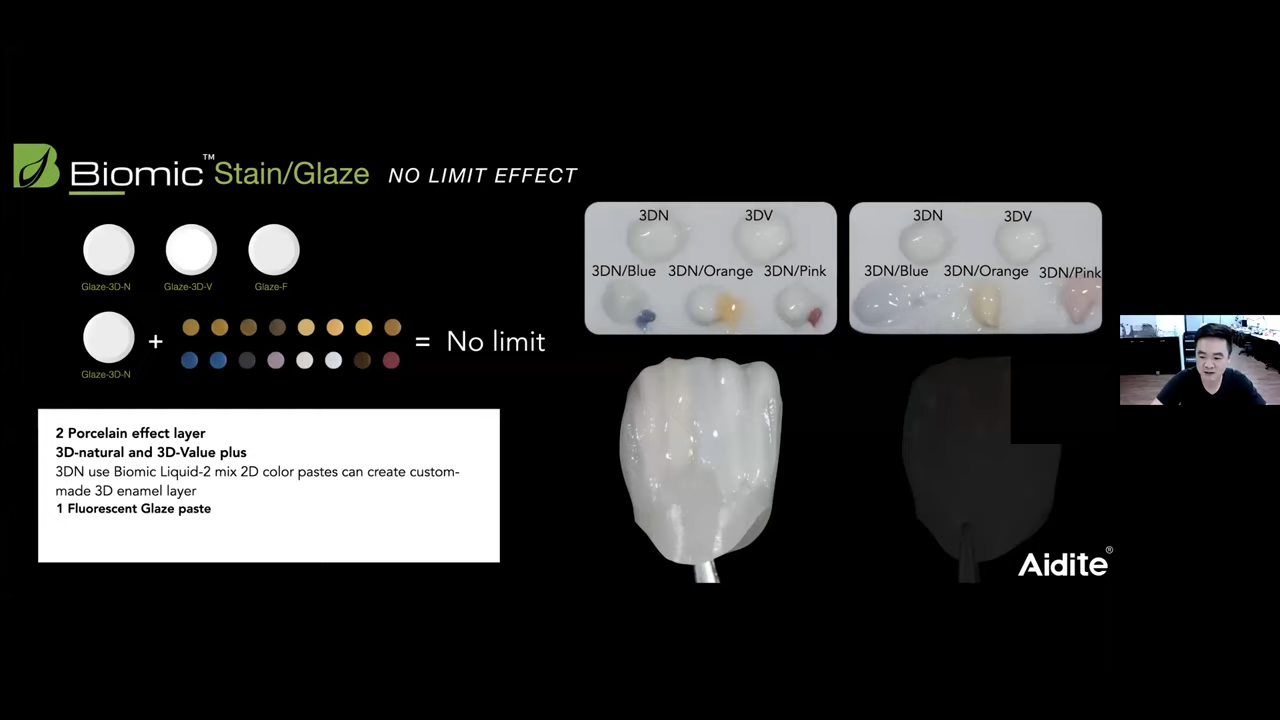 Biomic™ Stain/Glaze NO LIMIT EFFECT
Glaze-3D-N Glaze-3D-V Glaze-F
Glaze-3D-N
+ = No limit
2 Porcelain effect layer
3D-natural and 3D-Value plus
3DN use Biomic Liquid-2 mix 2D color pastes can create custom-
made 3D enamel layer
1 Fluorescent Glaze paste
3DN 3DV
3DN/Blue 3DN/Orange 3DN/Pink
3DN 3DV
3DN/Blue 3DN/Orange 3DN/Pink
Aidite®